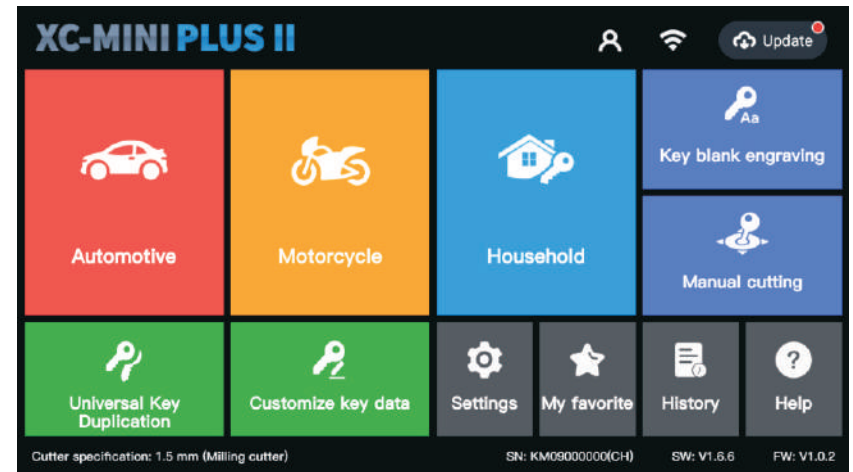 XC-MINI PLUS II
Update
Automotive
Motorcycle
Household
Aa
Key blank engraving
Manual cutting
Universal Key
Duplication
Customize key data
Settings
My favorite
History
?
Help
Cutter specification: 1.5 mm (Milling cutter)
SN: KM09000000(CH)
SW: V1.6.6
FW: V1.0.2